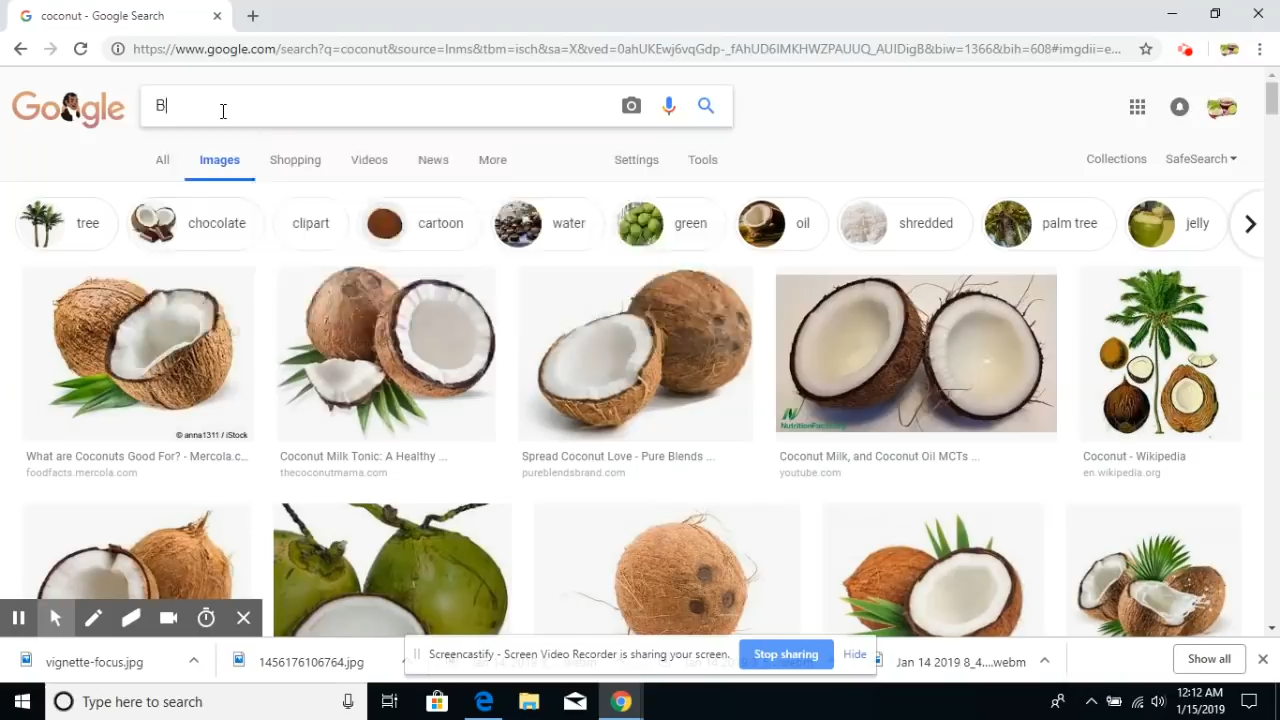 coconut - Google Search
https://www.google.com/search?q=coconut&source=lnms&tbm=isch&sa=X&ved=0ahUKEwj6vqGdp-_fAhUD6IMKHWZPAUUQ_AUIDigB&biw=1366&bih=608#imgdii=e...
Google
B
All Images Shopping Videos News More Settings Tools Collections SafeSearch
tree chocolate clipart cartoon water green oil shredded palm tree jelly
© anna1311 / iStock
What are Coconuts Good For? - Mercola.c... Coconut Milk Tonic: A Healthy ... Spread Coconut Love - Pure Blends ... Coconut Milk, and Coconut Oil MCTs ... Coconut - Wikipedia
foodfacts.mercola.com thecoconutmama.com pureblendsbrand.com youtube.com en.wikipedia.org
Screencastify - Screen Video Recorder is sharing your screen. Stop sharing Hide
vignette-focus.jpg 1456176106764.jpg Jan 14 2019 8_4....webm Show all
Type here to search
12:12 AM
1/15/2019